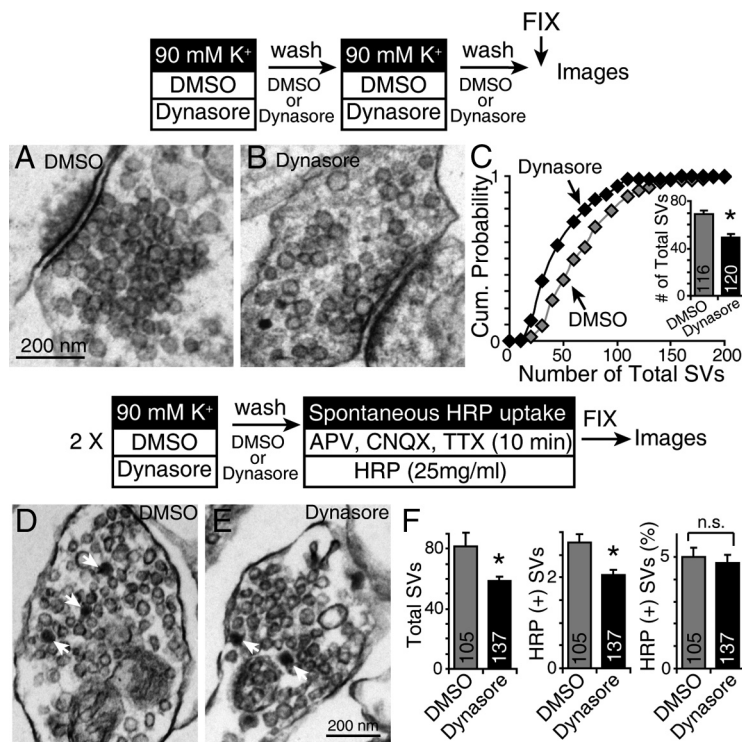 FIX
90 mM K⁺ wash 90 mM K⁺ wash
DMSO DMSO or Dynasore DMSO DMSO or Dynasore Images
Dynasore Dynasore
A DMSO
200 nm
B Dynasore
C
Dynasore
DMSO
Cum. Probability
1
0
0 50 100 150 200
Number of Total SVs
# of Total SVs
80
40
0
*
116 120
DMSO Dynasore
2 X
90 mM K⁺ wash Spontaneous HRP uptake FIX
DMSO DMSO or Dynasore APV, CNQX, TTX (10 min) Images
Dynasore HRP (25mg/ml)
D DMSO
E Dynasore
200 nm
F
Total SVs
80
40
0
*
105 137
DMSO Dynasore
HRP (+) SVs
2
0
*
105 137
DMSO Dynasore
HRP (+) SVs (%)
n.s.
5
0
105 137
DMSO Dynasore